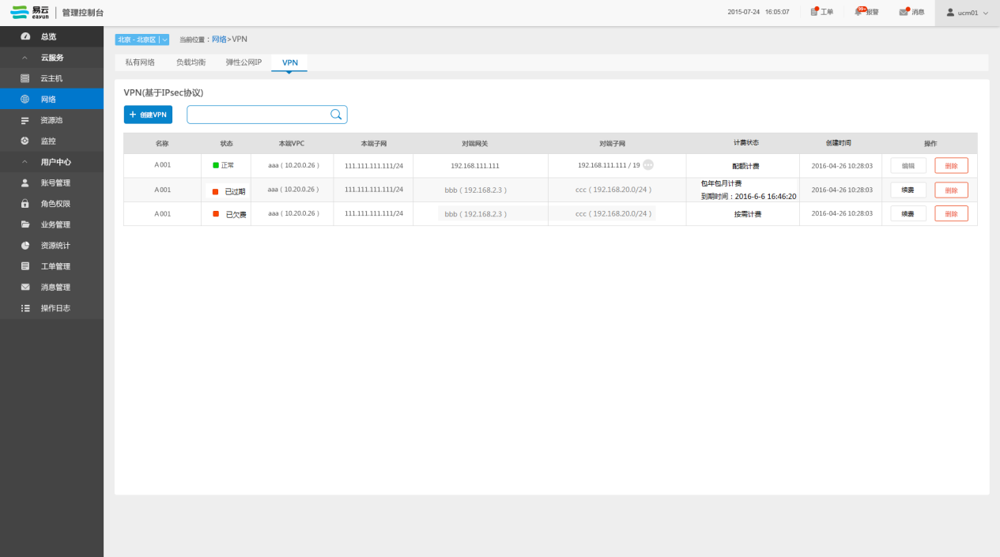 易云
eayun
管理控制台
2015-07-24 16:05:07
工单
99+
报警
消息
ucm01
总览
云服务
云主机
网络
资源池
监控
用户中心
账号管理
角色权限
业务管理
资源统计
工单管理
消息管理
操作日志
北京 - 北京区
当前位置：网络>VPN
私有网络 负载均衡 弹性公网IP VPN
VPN(基于IPsec协议)
+ 创建VPN
名称 状态 本端VPC 本端子网 对端网关 对端子网 计费状态 创建时间 操作
A001 正常 aaa ( 10.20.0.26 ) 111.111.111.111/24 192.168.111.111 192.168.111.111 / 19 配额计费 2016-04-26 10:28:03 编辑 删除
A001 已过期 aaa ( 10.20.0.26 ) 111.111.111.111/24 bbb ( 192.168.2.3 ) ccc ( 192.168.20.0/24 ) 包年包月计费 2016-04-26 10:28:03 续费 删除
到期时间：2016-6-6 16:46:20
A001 已欠费 aaa ( 10.20.0.26 ) 111.111.111.111/24 bbb ( 192.168.2.3 ) ccc ( 192.168.20.0/24 ) 按需计费 2016-04-26 10:28:03 续费 删除